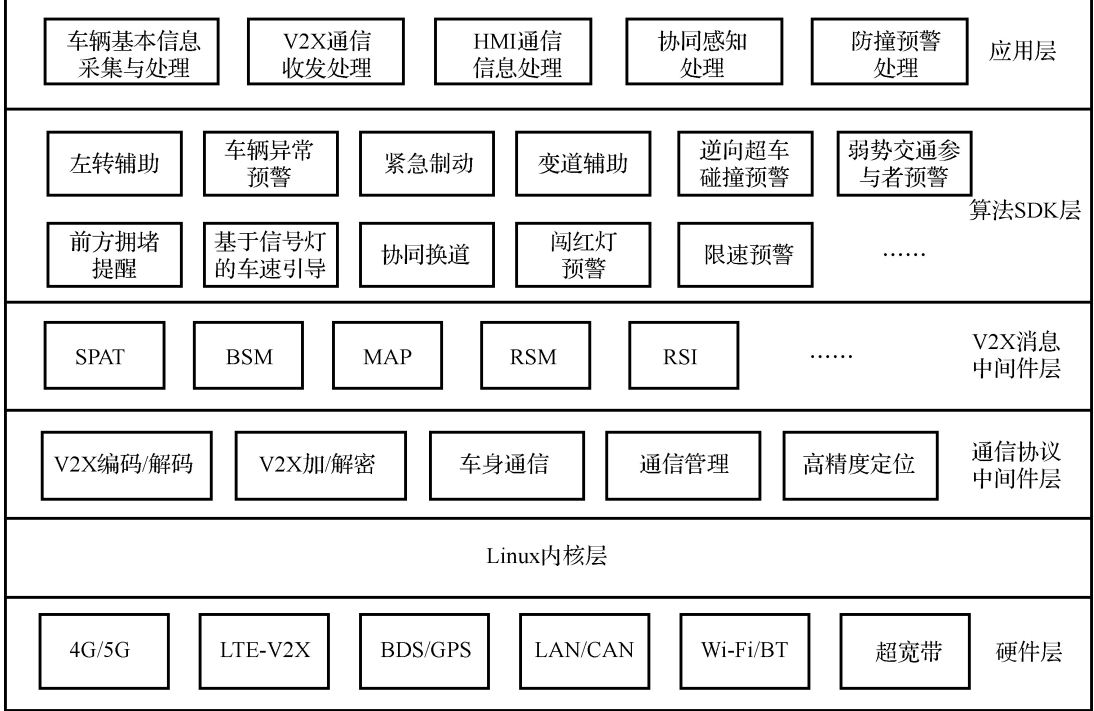 车辆基本信息
采集与处理
V2X通信
收发处理
HMI通信
信息处理
协同感知
处理
防撞预警
处理
应用层
左转辅助
车辆异常
预警
紧急制动
变道辅助
逆向超车
碰撞预警
弱势交通参
与者预警
算法SDK层
前方拥堵
提醒
基于信号灯
的车速引导
协同换道
闯红灯
预警
限速预警
……
SPAT
BSM
MAP
RSM
RSI
……
V2X消息
中间件层
V2X编码/解码
V2X加/解密
车身通信
通信管理
高精度定位
通信协议
中间件层
Linux内核层
4G/5G
LTE-V2X
BDS/GPS
LAN/CAN
Wi-Fi/BT
超宽带
硬件层